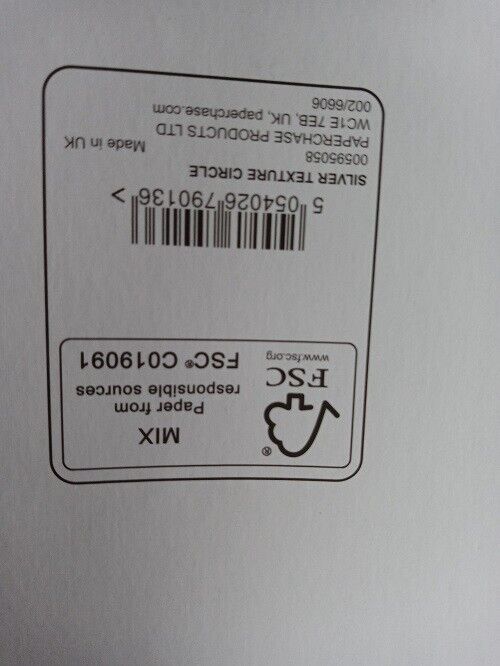 MIX
Paper from
responsible sources
FSC® C019091
®
FSC
www.fsc.org
5 054026 790136 >
SILVER TEXTURE CIRCLE
00595058
PAPERCHASE PRODUCTS LTD
WC1E 7EB, UK, paperchase.com
002/6606
Made in UK